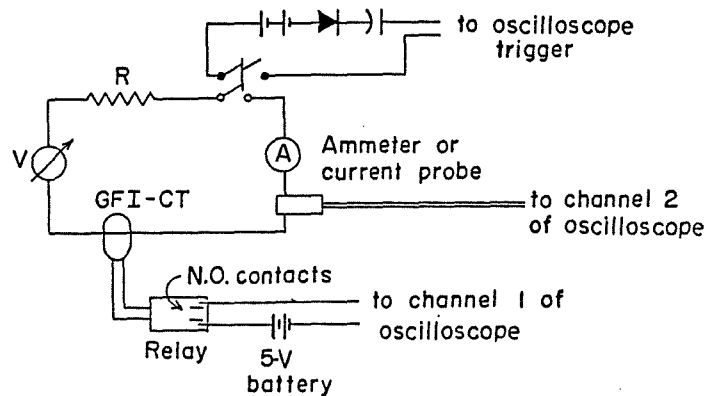 to oscilloscope
trigger
R
V
A
Ammeter or
current probe
GFI-CT
to channel 2
of oscilloscope
N.O. contacts
to channel 1 of
oscilloscope
Relay
5-V
battery